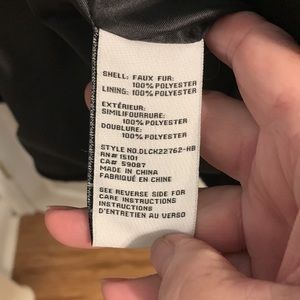 SHELL: FAUX FUR:
100% POLYESTER
LINING: 100% POLYESTER
EXTÉRIEUR:
SIMILIFOURRURE:
100% POLYESTER
DOUBLURE:
100% POLYESTER
STYLE NO.DLCK22762-HB
RN# 15101
CA# 59087
MADE IN CHINA
FABRIQUÉ EN CHINE
SEE REVERSE SIDE FOR
CARE INSTRUCTIONS
INSTRUCTIONS
D'ENTRETIEN AU VERSO